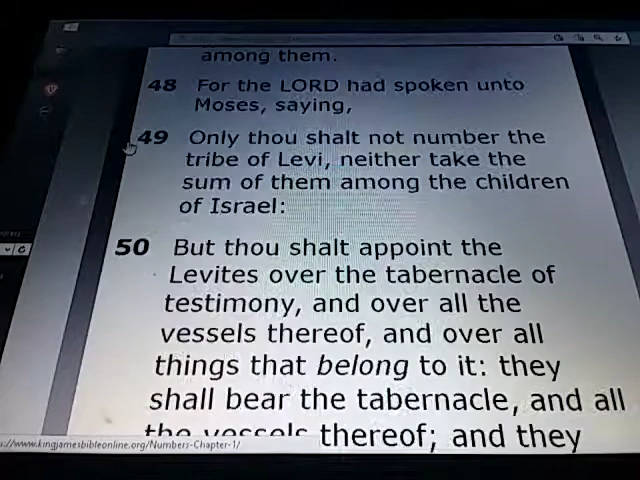 among them.
48 For the LORD had spoken unto
Moses, saying,
49 Only thou shalt not number the
tribe of Levi, neither take the
sum of them among the children
of Israel:
50 But thou shalt appoint the
Levites over the tabernacle of
testimony, and over all the
vessels thereof, and over all
things that belong to it: they
shall bear the tabernacle, and all
the vessels thereof; and they
://www.kingjamesbibleonline.org/Numbers-Chapter-1/